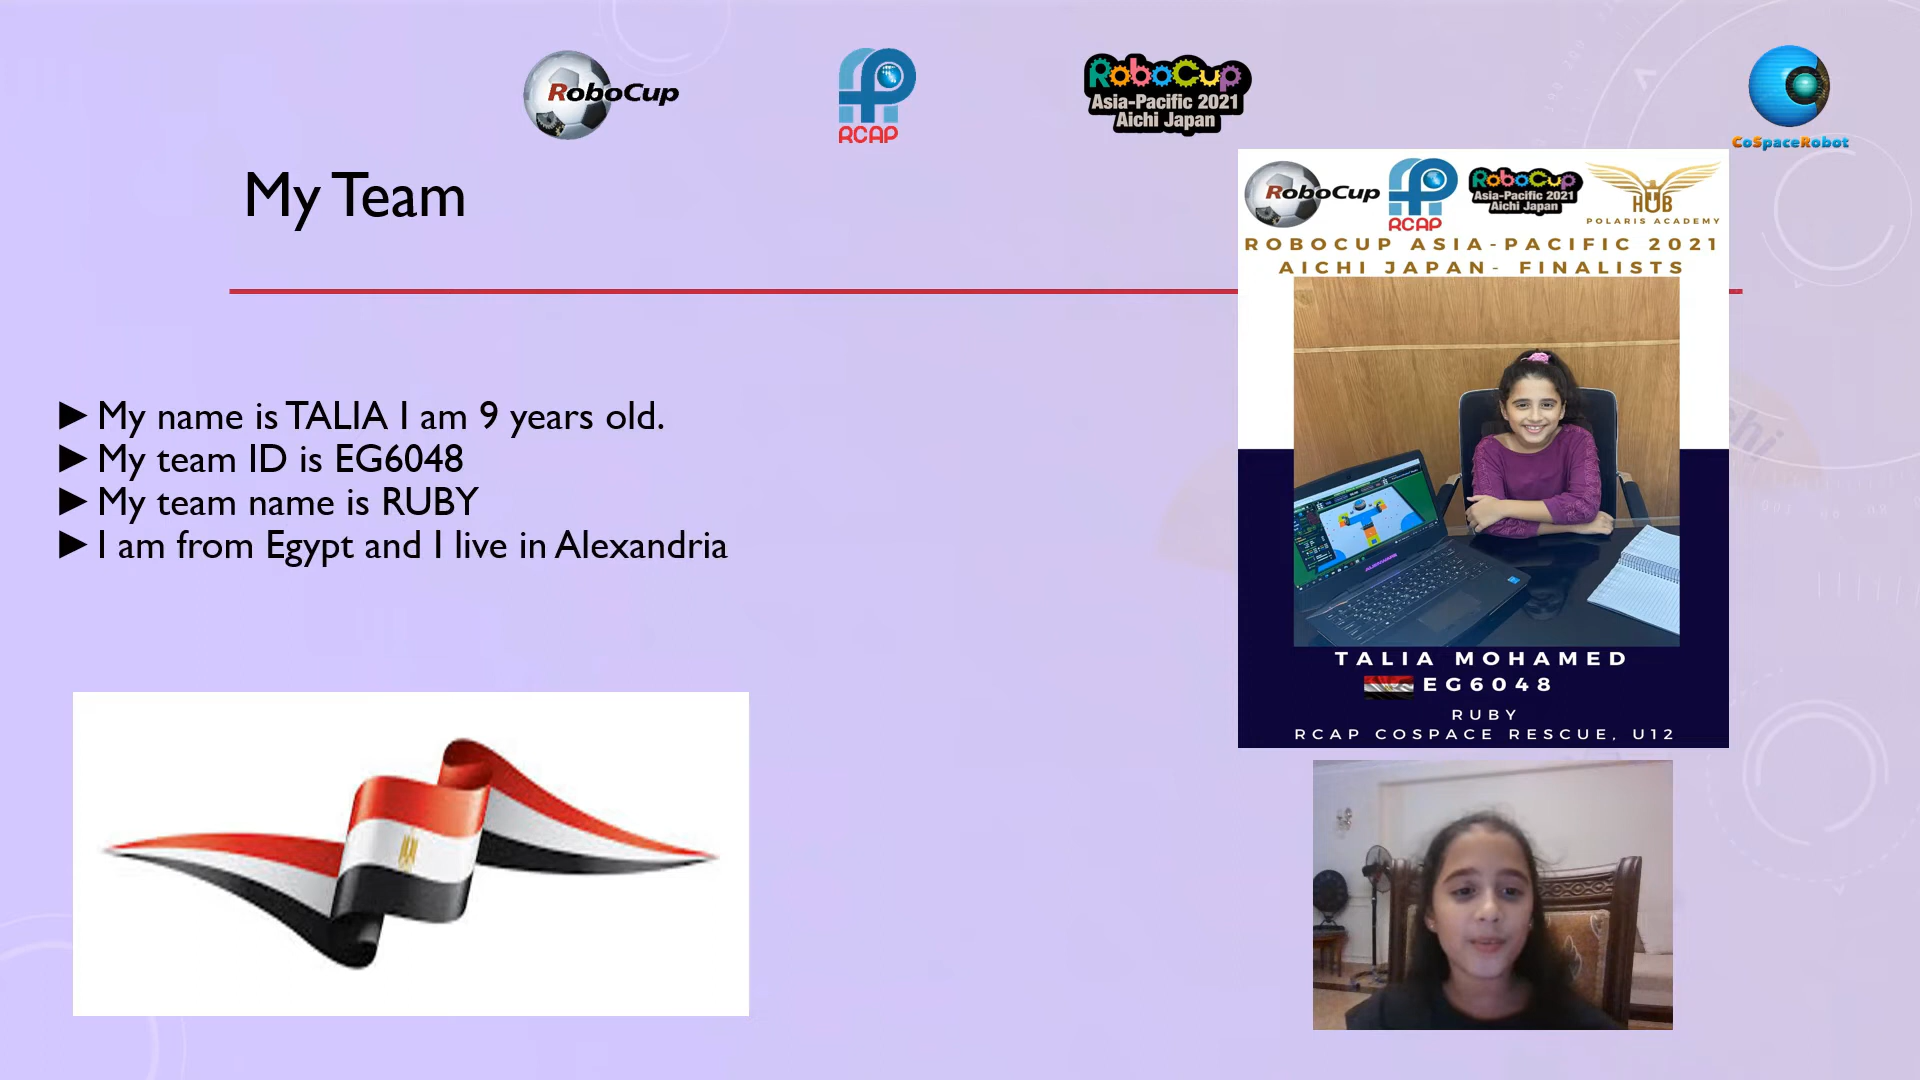 RoboCup
RCAP
RoboCup
Asia-Pacific 2021
Aichi Japan
CoSpaceRobot
My Team
RoboCup
RCAP
RoboCup
Asia-Pacific 2021
Aichi Japan
HUB
POLARIS ACADEMY
ROBOCUP ASIA-PACIFIC 2021
AICHI JAPAN- FINALISTS
►My name is TALIA I am 9 years old.
►My team ID is EG6048
►My team name is RUBY
►I am from Egypt and I live in Alexandria
ALIENWARE
TALIA MOHAMED
EG6048
RUBY
RCAP COSPACE RESCUE, U12